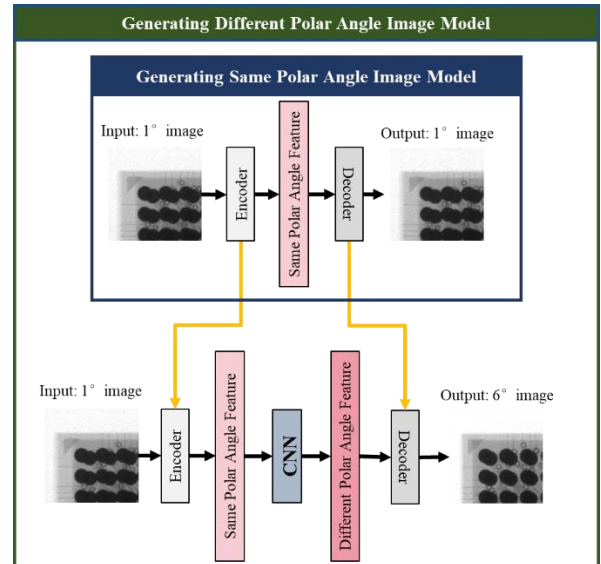 Generating Different Polar Angle Image Model
Generating Same Polar Angle Image Model
Input: 1° image
Output: 1° image
Encoder
Same Polar Angle Feature
Decoder
Input: 1° image
Output: 6° image
Encoder
Same Polar Angle Feature
CNN
Different Polar Angle Feature
Decoder